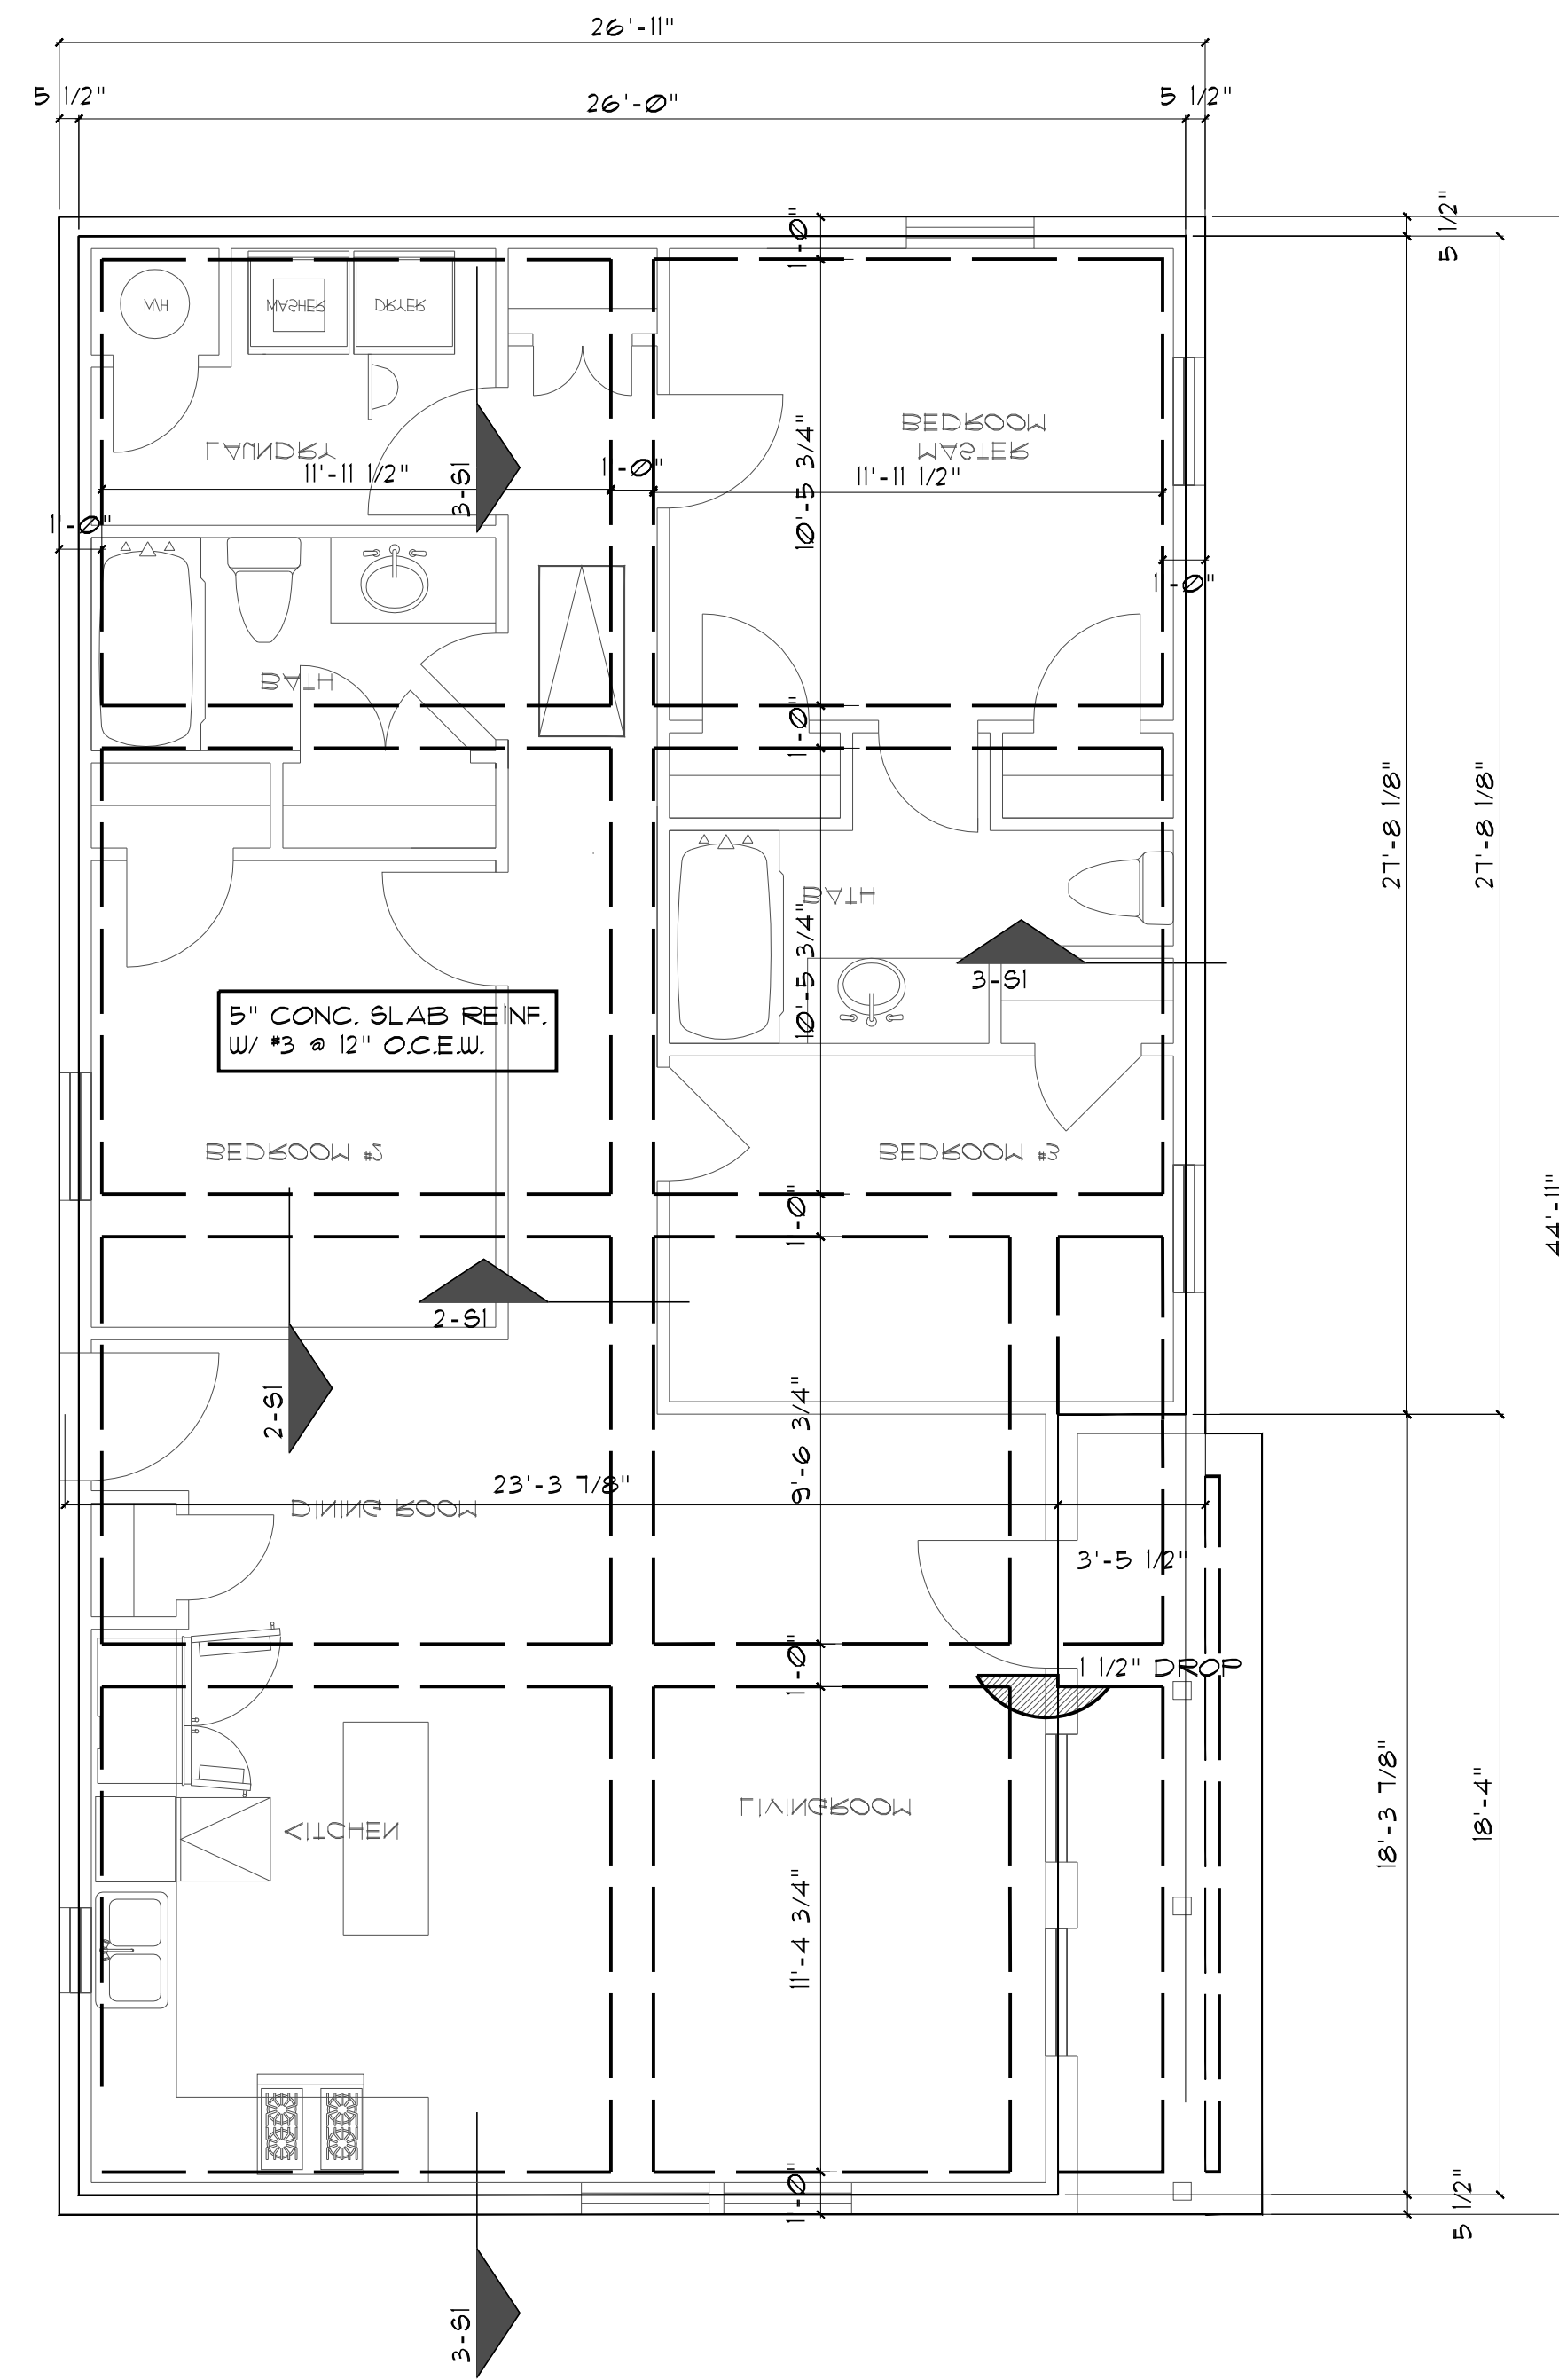 26'-11"
5 1/2"
26'-0"
5 1/2"
1'-0"
5 1/2"
W/H
WASHER
DRYER
LAUNDRY
MASTER
BEDROOM
11'-11 1/2"
3-S1
1'-0"
10'-5 3/4"
11'-11 1/2"
1'-0"
1'-0"
BATH
1'-0"
27'-8 1/8"
27'-8 1/8"
BATH
10'-5 3/4"
3-S1
5" CONC. SLAB REINF.
W/ #3 @ 12" O.C.E.W.
BEDROOM #2
BEDROOM #3
1'-0"
44'-11"
2-S1
2-S1
9'-6 3/4"
23'-3 7/8"
DINING ROOM
3'-5 1/2"
1'-0"
1 1/2" DROP
LIVINGROOM
KITCHEN
18'-3 7/8"
18'-4"
11'-4 3/4"
1'-0"
5 1/2"
3-S1